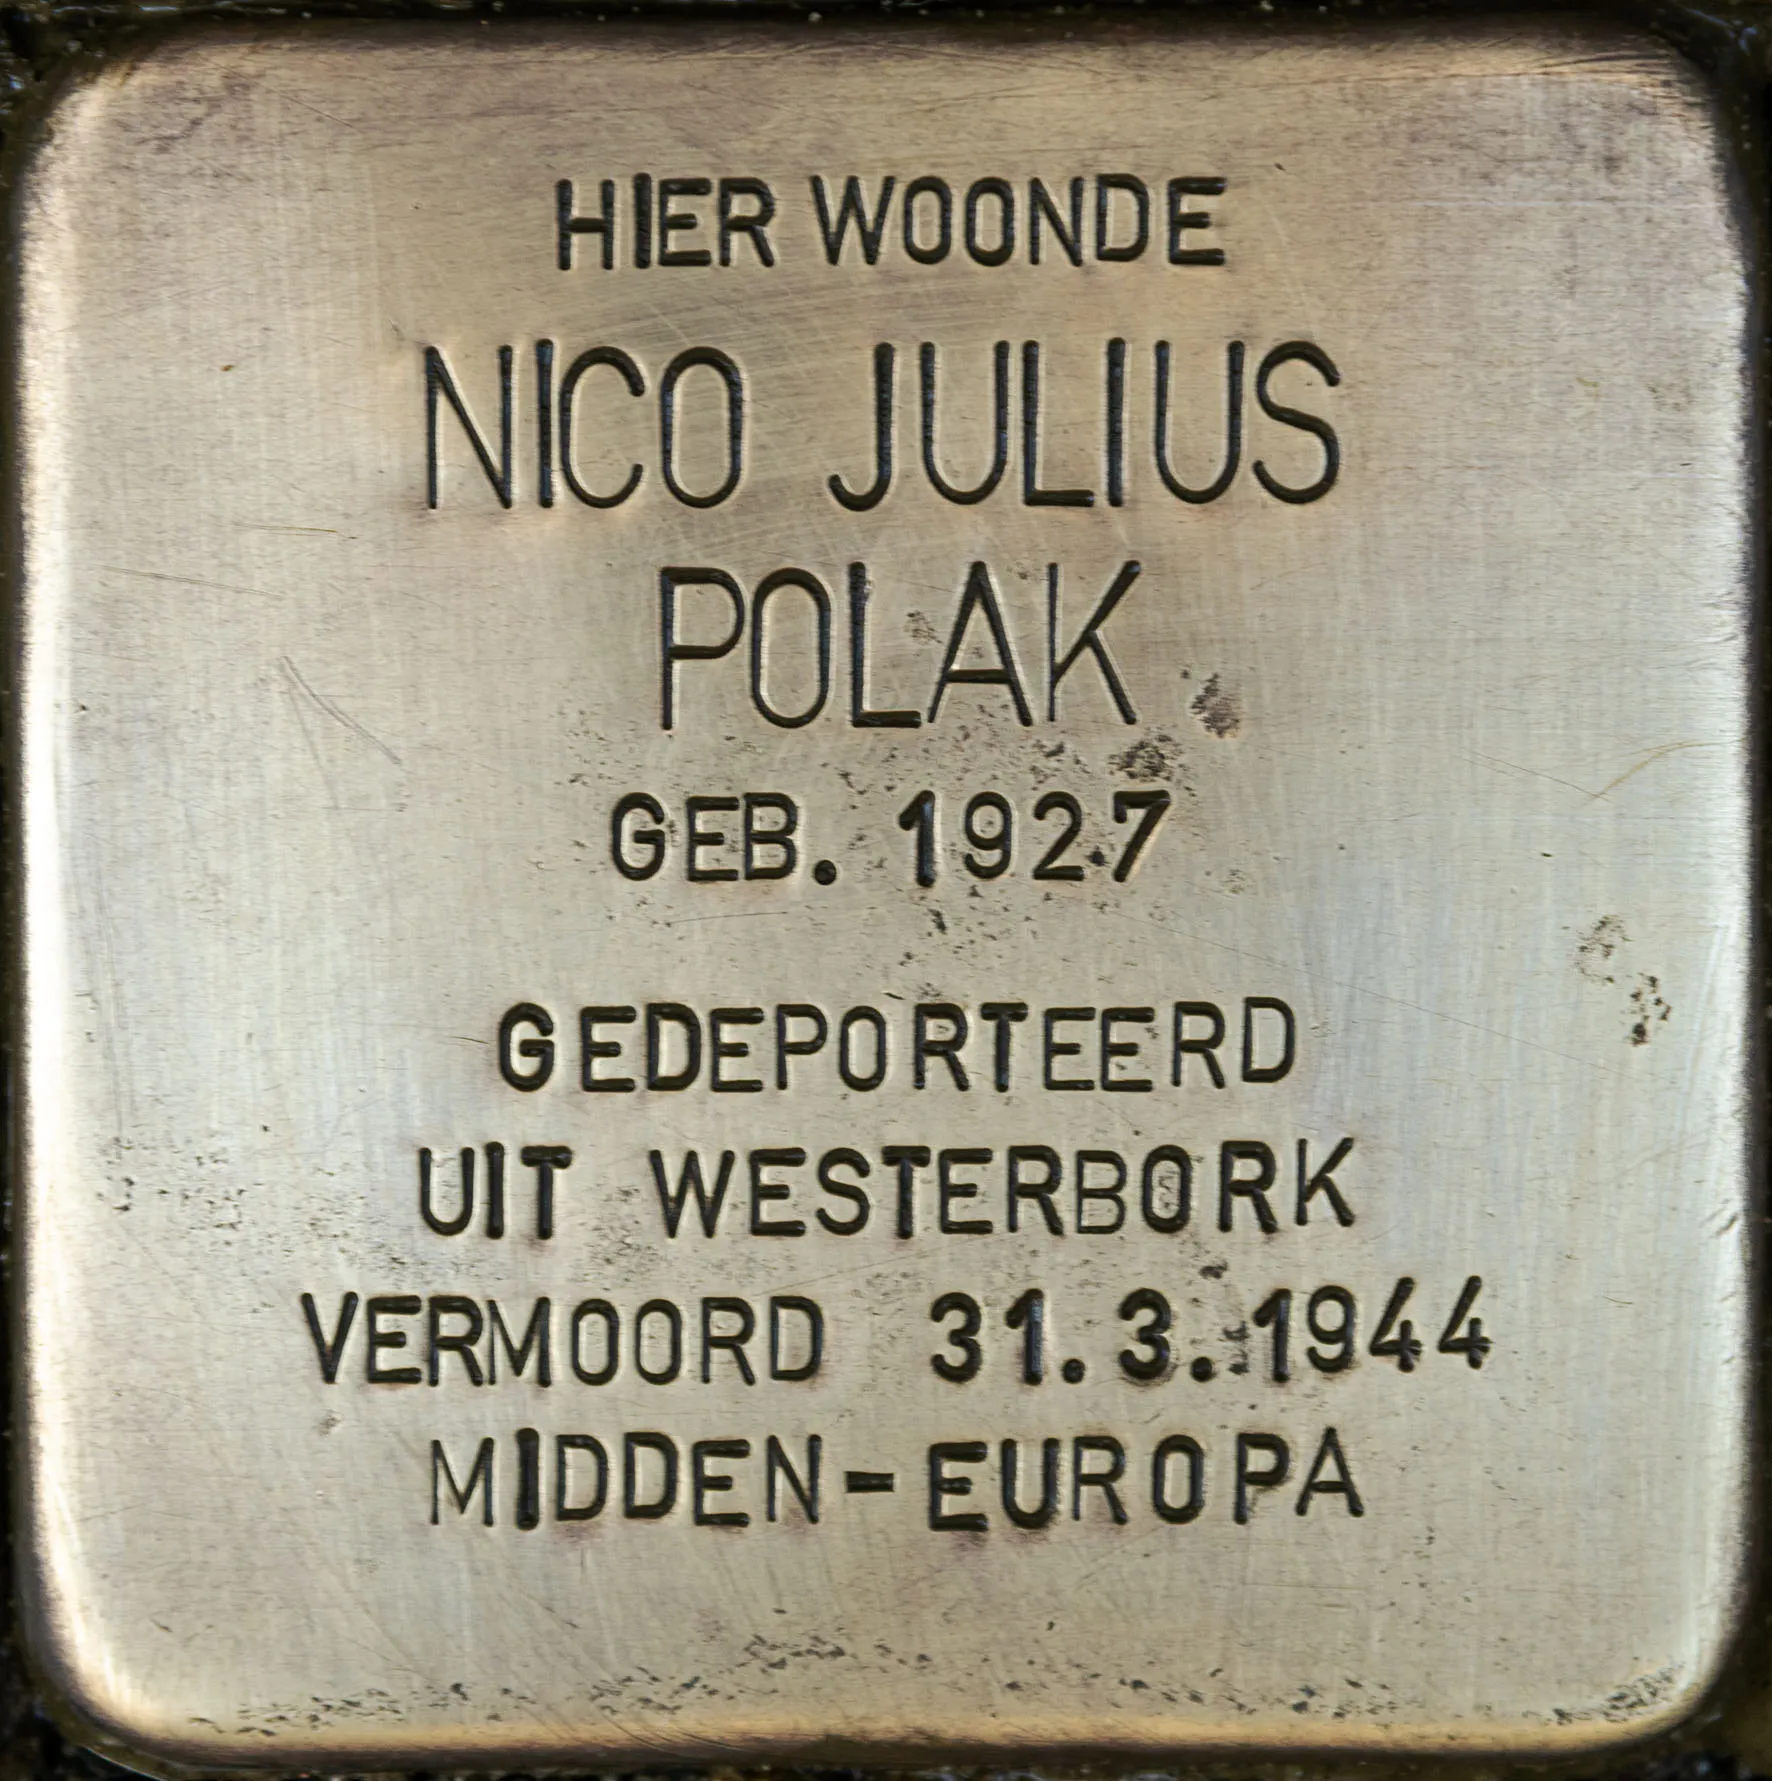 HIER WOONDE
NICO JULIUS
POLAK
GEB. 1927
GEDEPORTEERD
UIT WESTERBORK
VERMOORD 31.3.1944
MIDDEN-EUROPA